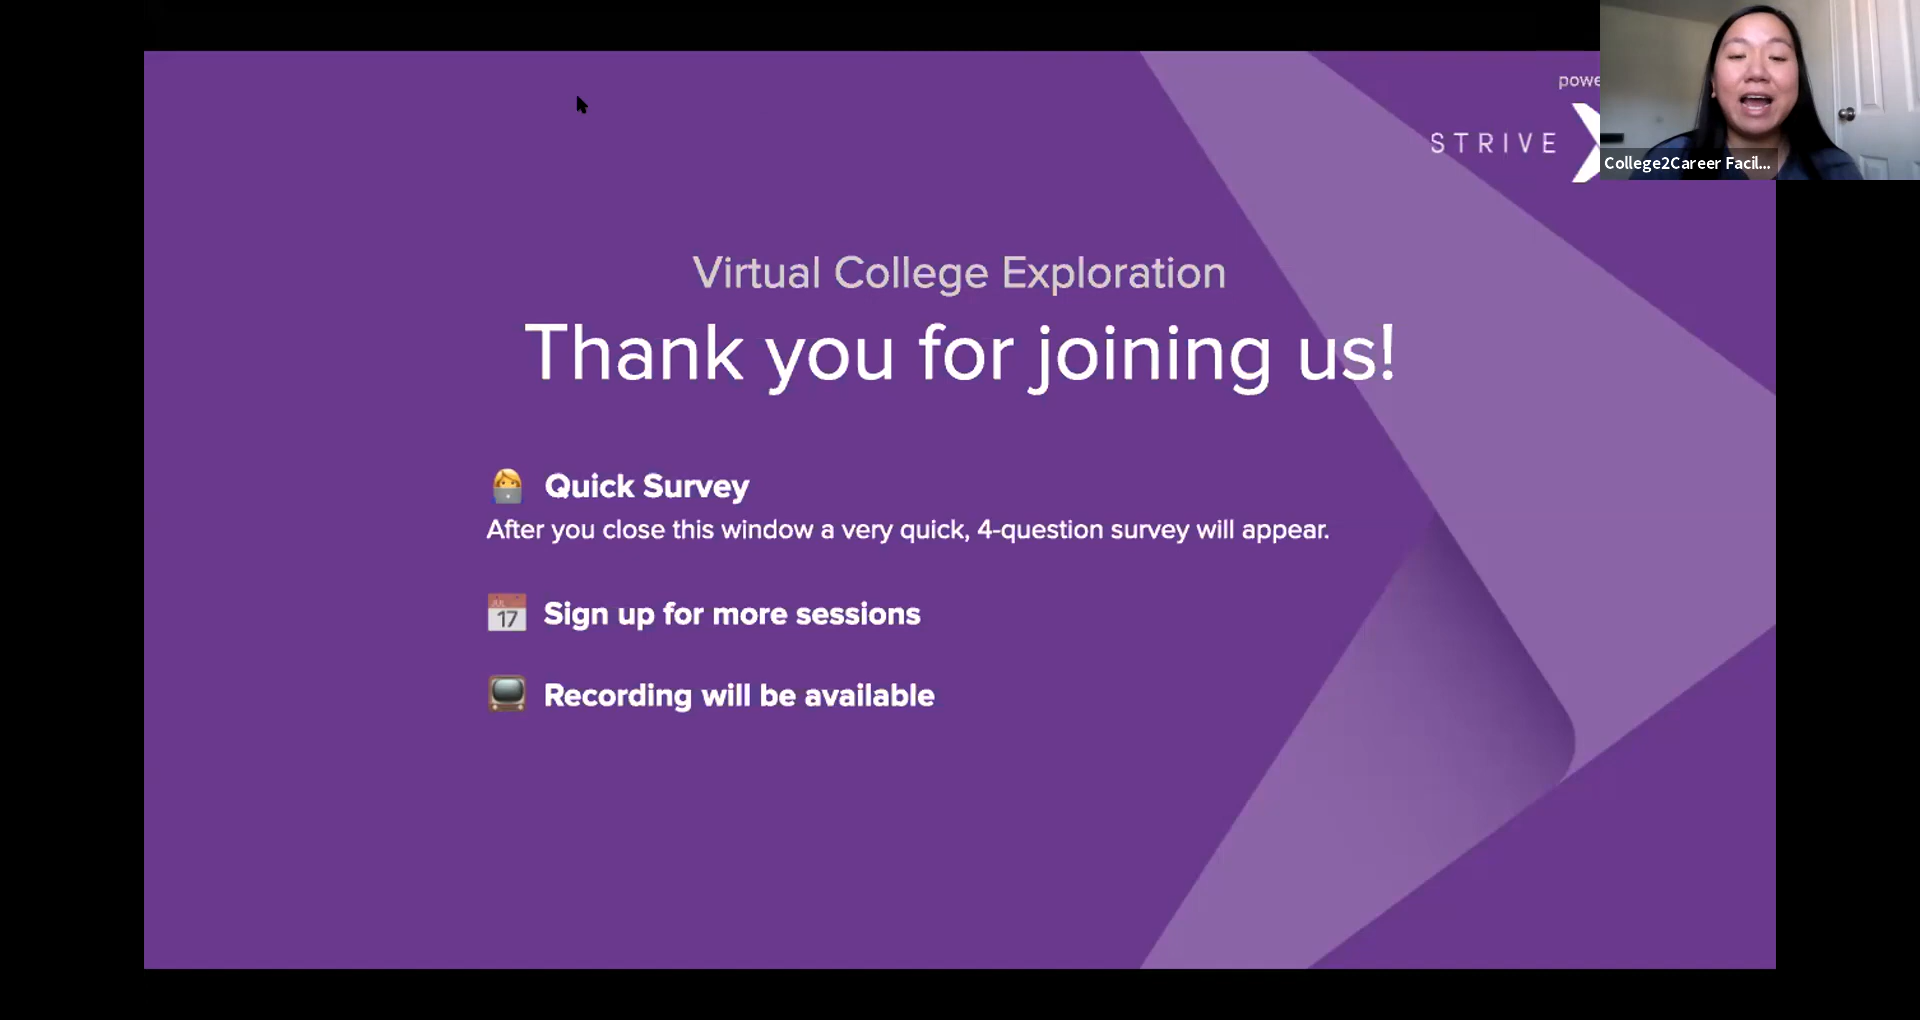 powe
STRIVE
College2Career Facil...
Virtual College Exploration
Thank you for joining us!
Quick Survey
After you close this window a very quick, 4-question survey will appear.
JUL
17
Sign up for more sessions
Recording will be available